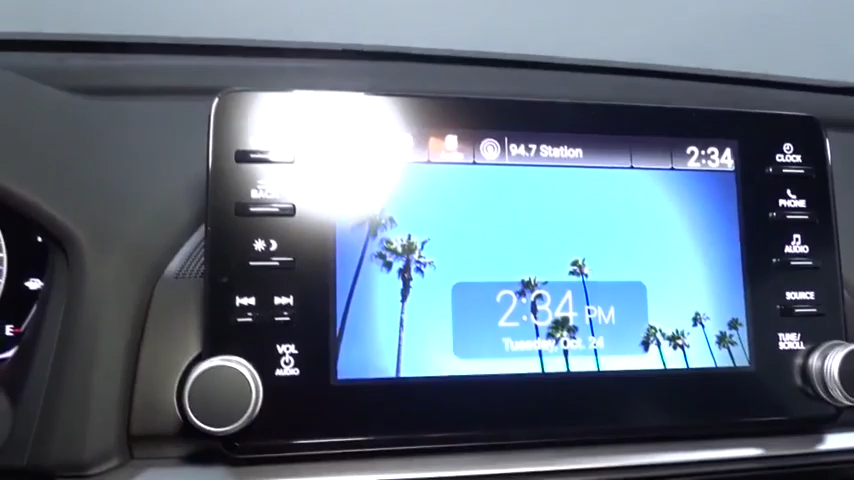 94.7 Station
2:34
CLOCK
BACK
PHONE
AUDIO
2:34 PM
Tuesday, Oct. 24
SOURCE
VOL
AUDIO
TUNE/
SCROLL
E